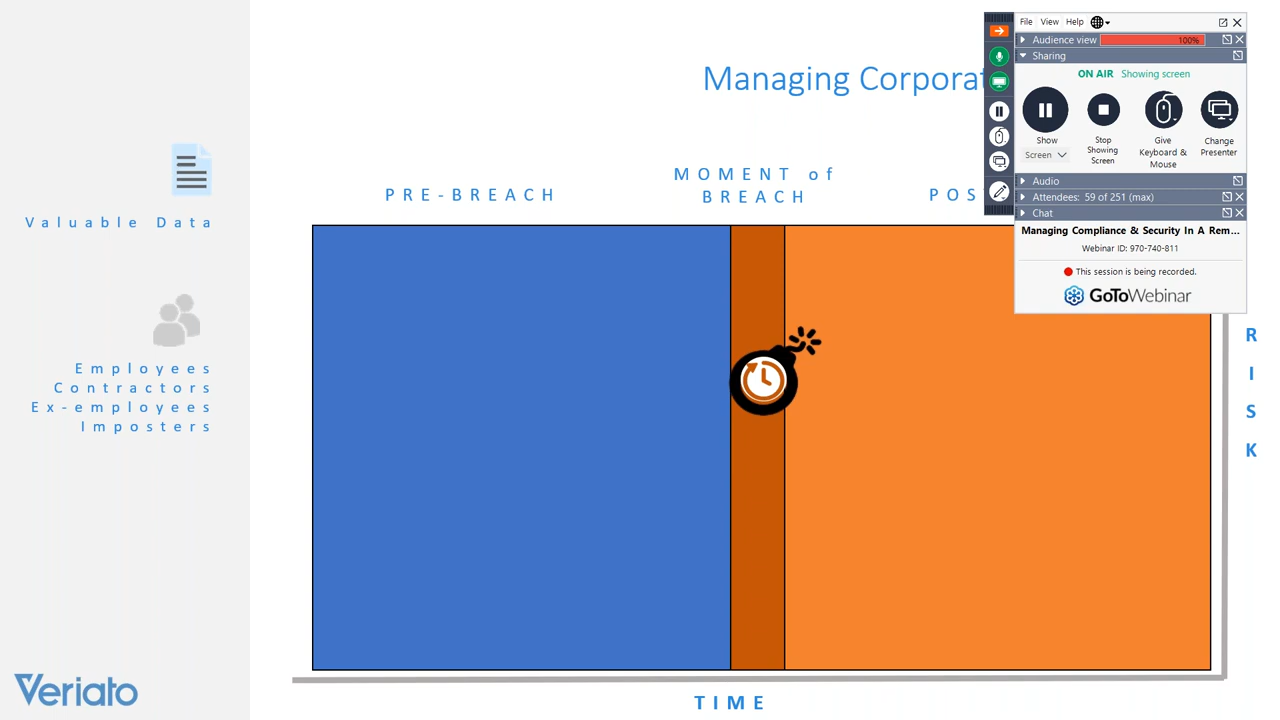 Managing Corporat
Valuable Data
Employees
Contractors
Ex-employees
Imposters
Veriato
PRE-BREACH
MOMENT of
BREACH
POS
RISK
TIME
File View Help
Audience view 100%
Sharing
ON AIR Showing screen
Show
Screen
Stop
Showing
Screen
Give
Keyboard &
Mouse
Change
Presenter
Audio
Attendees: 59 of 251 (max)
Chat
Managing Compliance & Security In A Rem...
Webinar ID: 970-740-811
This session is being recorded.
GoToWebinar